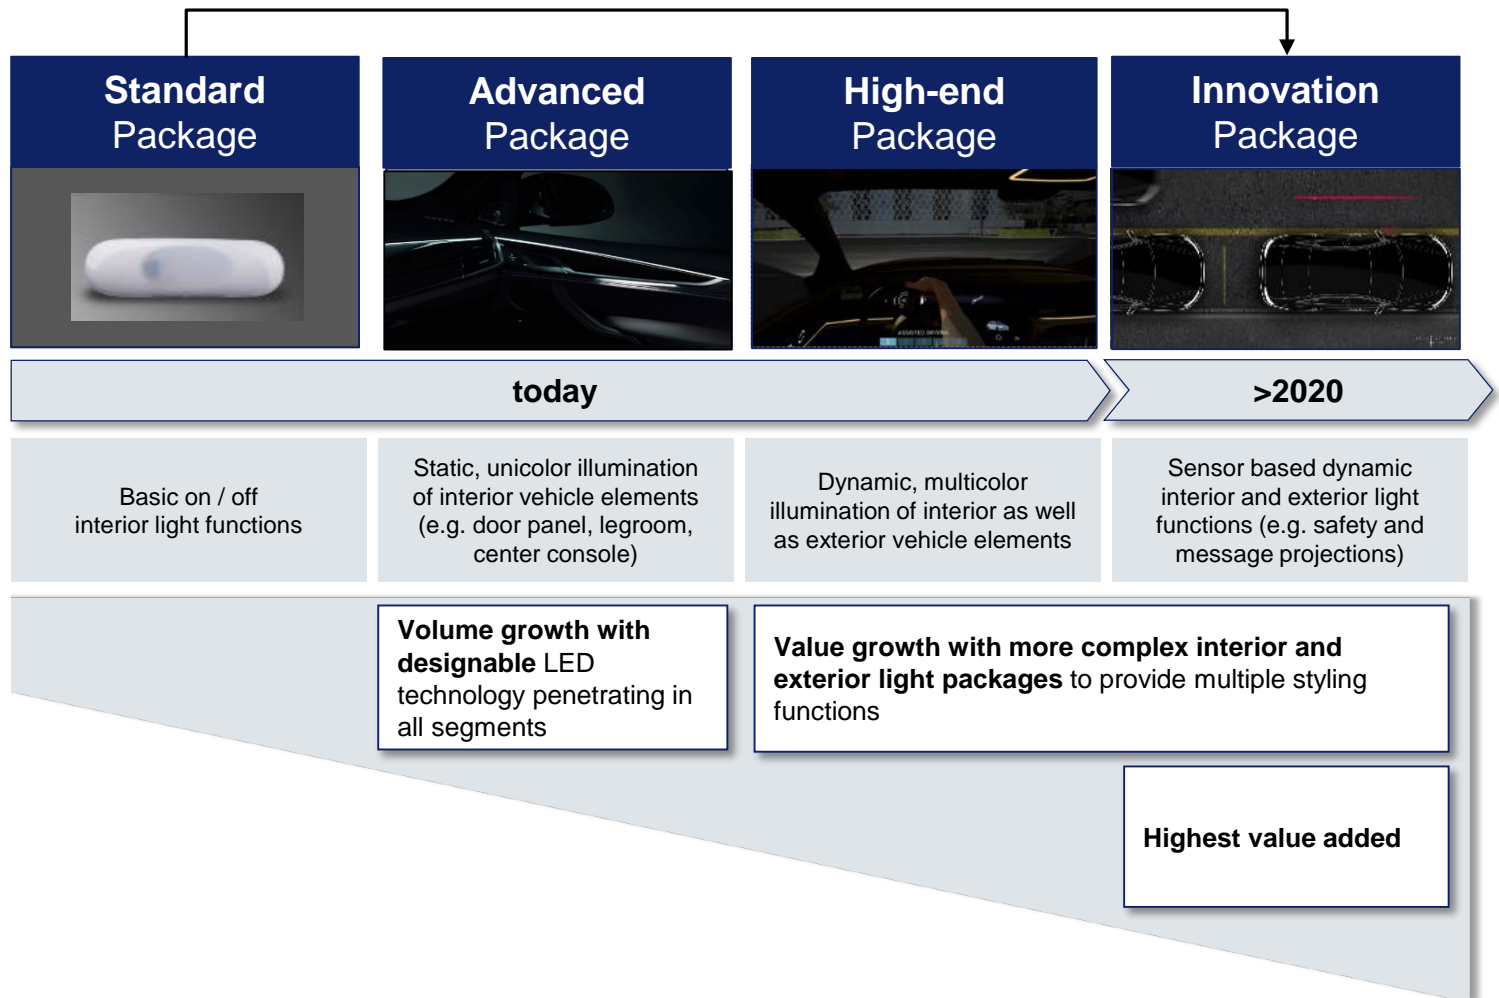 Standard
Package
Advanced
Package
High-end
Package
Innovation
Package
ASSISTED DRIVING
today
>2020
Basic on / off
interior light functions
Static, unicolor illumination
of interior vehicle elements
(e.g. door panel, legroom,
center console)
Dynamic, multicolor
illumination of interior as well
as exterior vehicle elements
Sensor based dynamic
interior and exterior light
functions (e.g. safety and
message projections)
Volume growth with
designable LED
technology penetrating in
all segments
Value growth with more complex interior and
exterior light packages to provide multiple styling
functions
Highest value added